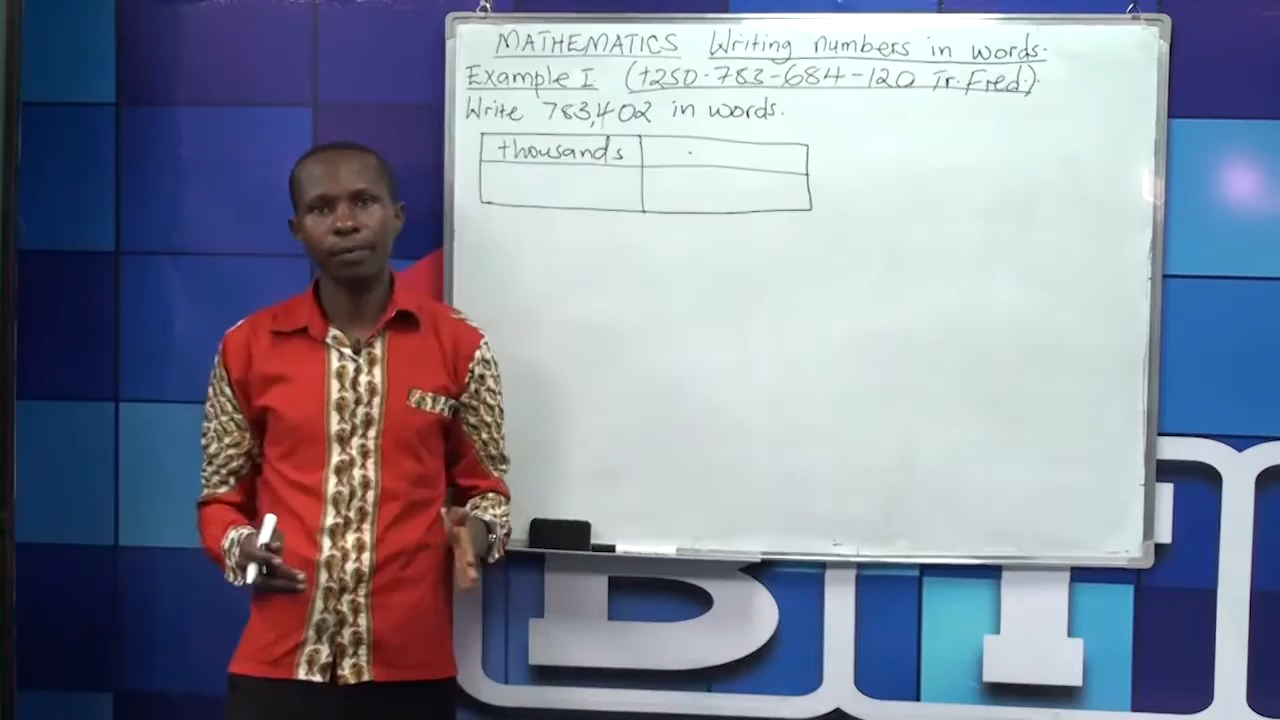 MATHEMATICS Writing numbers in words.
Example I. (+250-783-684-120 Tr. Fred.)
Write 783,402 in words.
thousands
B